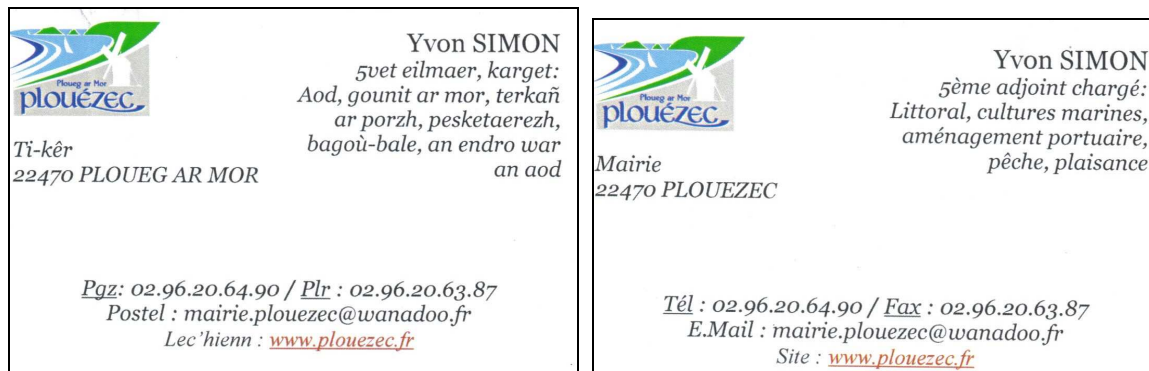 Ploueg ar Mor
PLOUÉZEC
Yvon SIMON
5vet eilmaer, karget:
Aod, gounit ar mor, terkañ
ar porzh, pesketaerezh,
bagoù-bale, an endro war
an aod
Ti-kêr
22470 PLOUEG AR MOR
Pgz: 02.96.20.64.90 / Plr : 02.96.20.63.87
Postel : mairie.plouezec@wanadoo.fr
Lec'hienn : www.plouezec.fr
Ploueg ar Mor
PLOUÉZEC
Yvon SIMON
5ème adjoint chargé:
Littoral, cultures marines,
aménagement portuaire,
pêche, plaisance
Mairie
22470 PLOUEZEC
Tél : 02.96.20.64.90 / Fax : 02.96.20.63.87
E.Mail : mairie.plouezec@wanadoo.fr
Site : www.plouezec.fr